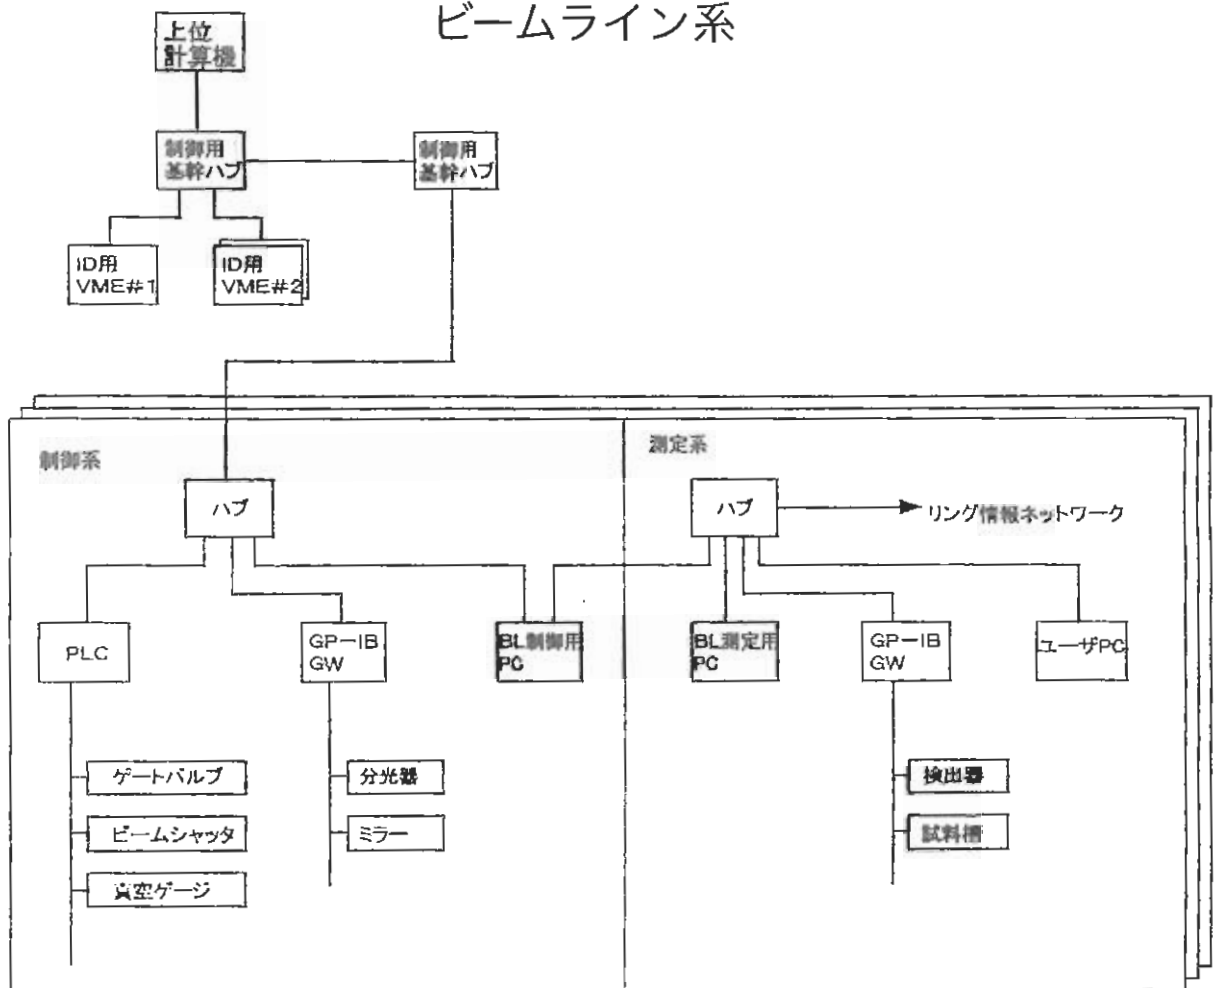 ビームライン系
上位
計算機
制御用
基幹ハブ
制御用
基幹ハブ
ID用
VME#1
ID用
VME#2
制御系
測定系
ハブ
ハブ
リング情報ネットワーク
PLC
GP－IB
GW
BL制御用
PC
BL測定用
PC
GP－IB
GW
ユーザPC
ゲートバルブ
分光器
検出器
ビームシャッタ
ミラー
試料槽
真空ゲージ